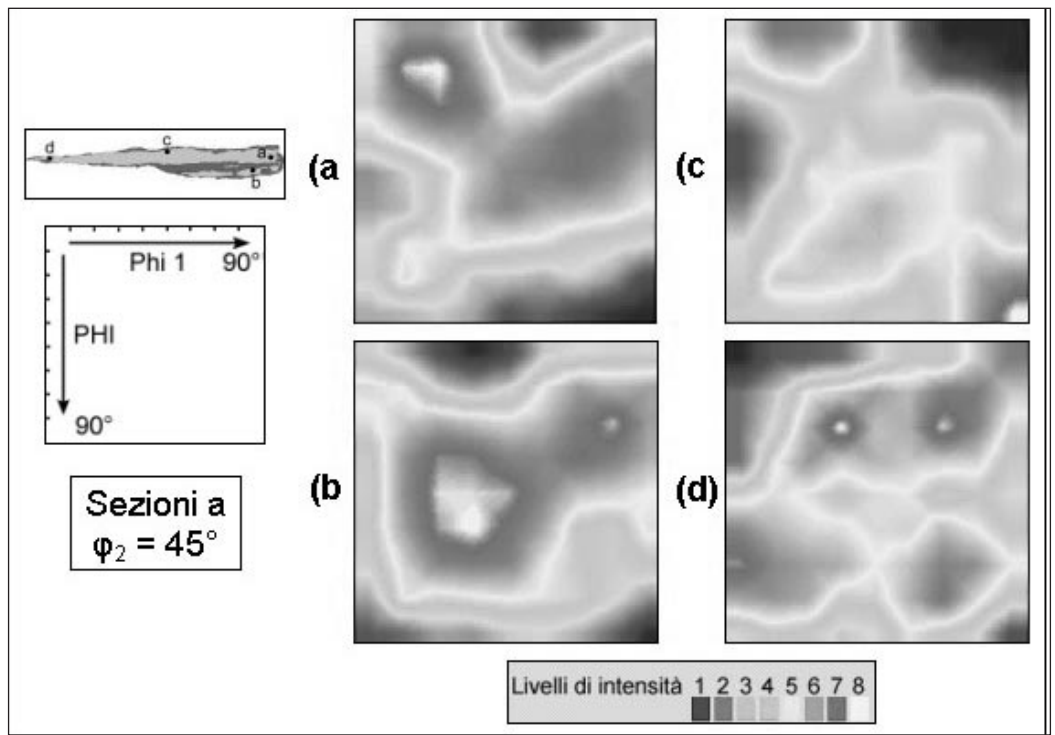 d
c
a
b
(a
(c
Phi 1 90°
PHI
90°
(b
(d)
Sezioni a
φ2 = 45°
Livelli di intensità 1 2 3 4 5 6 7 8